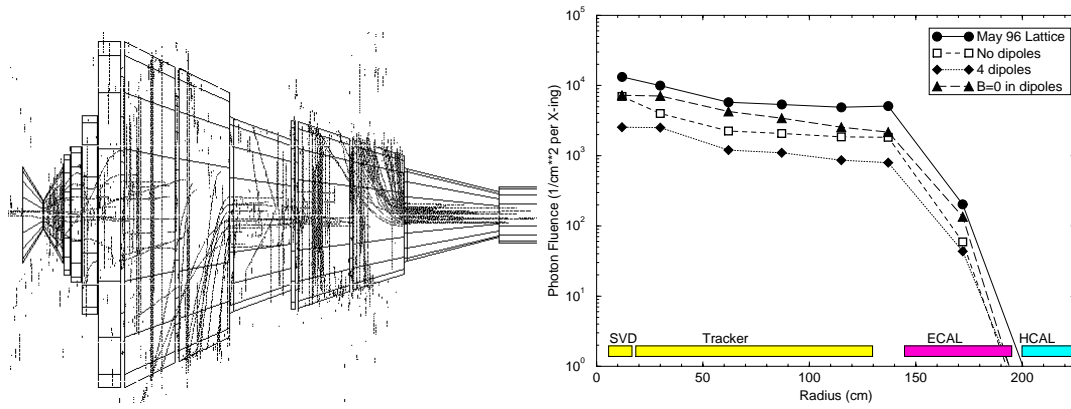 Photon Fluence (1/cm**2 per X-ing)
10^5
10^4
10^3
10^2
10^1
10^0
May 96 Lattice
No dipoles
4 dipoles
B=0 in dipoles
SVD
Tracker
ECAL
HCAL
0 50 100 150 200
Radius (cm)